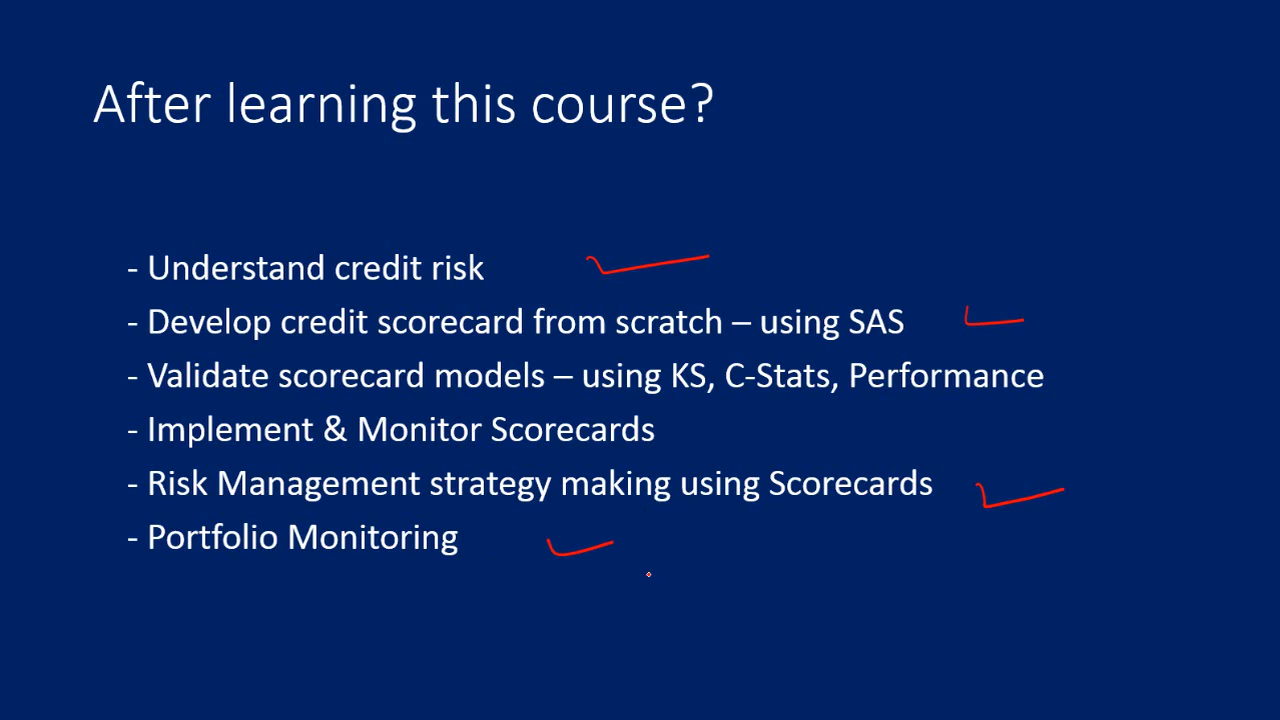 After learning this course?
- Understand credit risk
- Develop credit scorecard from scratch – using SAS
- Validate scorecard models – using KS, C-Stats, Performance
- Implement & Monitor Scorecards
- Risk Management strategy making using Scorecards
- Portfolio Monitoring